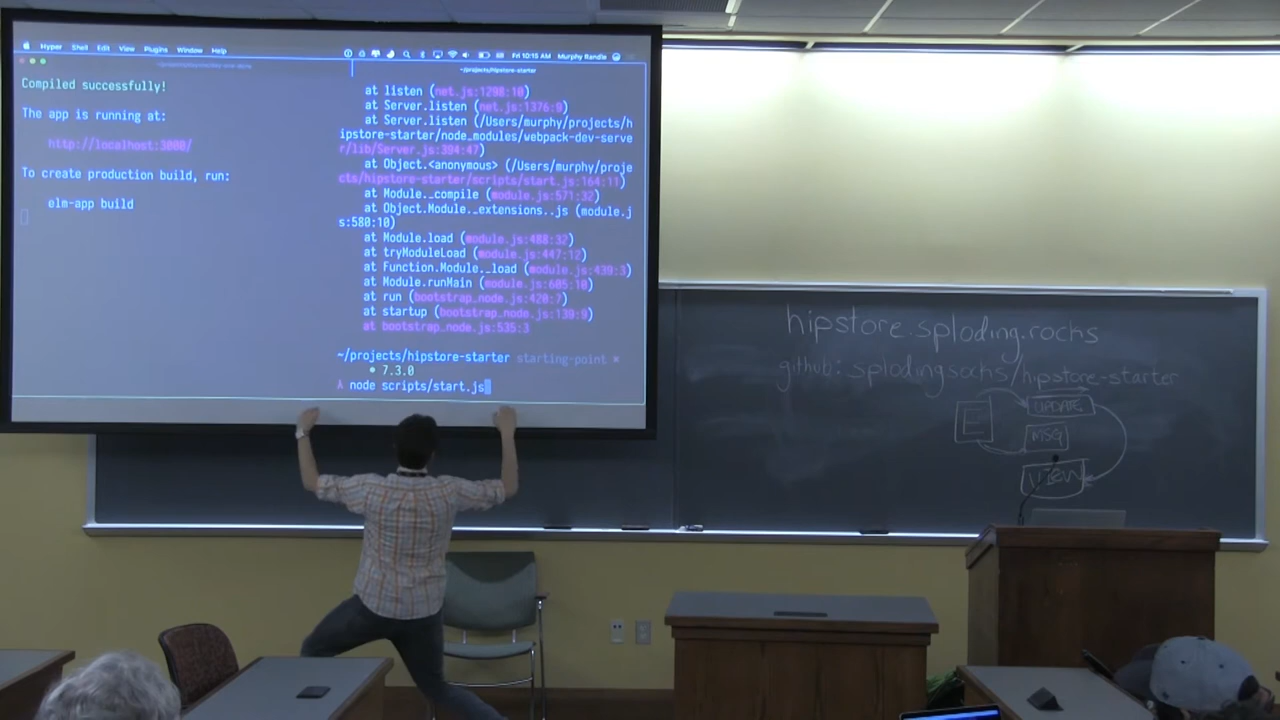 Hyper Shell Edit View Plugins Window Help
Fri 10:15 AM Murphy Randle
~/projects/hipstore-starter
Compiled successfully!
The app is running at:
http://localhost:3000/
To create production build, run:
elm-app build
at listen (net.js:1298:10)
at Server.listen (net.js:1376:9)
at Server.listen (/Users/murphy/projects/h
ipstore-starter/node_modules/webpack-dev-serve
r/lib/Server.js:394:47)
at Object.<anonymous> (/Users/murphy/proje
cts/hipstore-starter/scripts/start.js:164:11)
at Module._compile (module.js:571:32)
at Object.Module._extensions..js (module.j
s:580:10)
at Module.load (module.js:488:32)
at tryModuleLoad (module.js:447:12)
at Function.Module._load (module.js:439:3)
at Module.runMain (module.js:605:10)
at run (bootstrap_node.js:420:7)
at startup (bootstrap_node.js:139:9)
at bootstrap_node.js:535:3
~/projects/hipstore-starter starting-point *
• 7.3.0
node scripts/start.js
hipstore.sploding.rocks
github: splodingsocks/hipstore-starter
E
UPDATE
MSG
VIEW